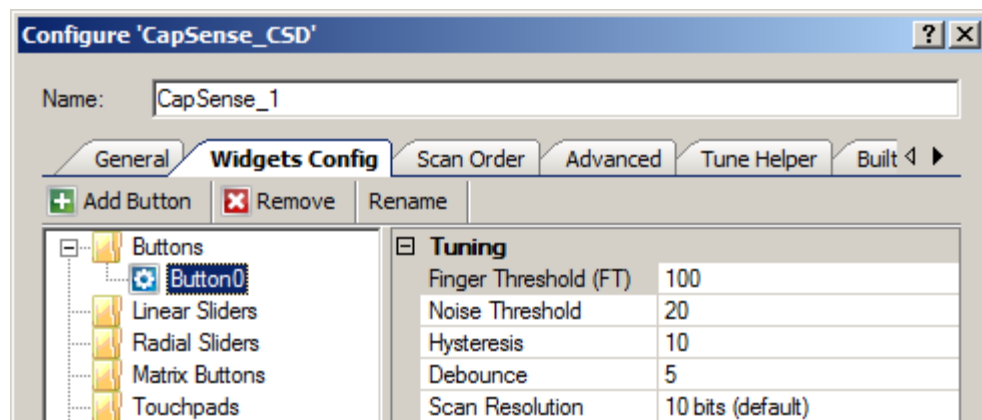 Configure 'CapSense_CSD'
Name: CapSense_1
General Widgets Config Scan Order Advanced Tune Helper Built
Add Button Remove Rename
Buttons Tuning
Button0 Finger Threshold (FT) 100
Linear Sliders Noise Threshold 20
Radial Sliders Hysteresis 10
Matrix Buttons Debounce 5
Touchpads Scan Resolution 10 bits (default)